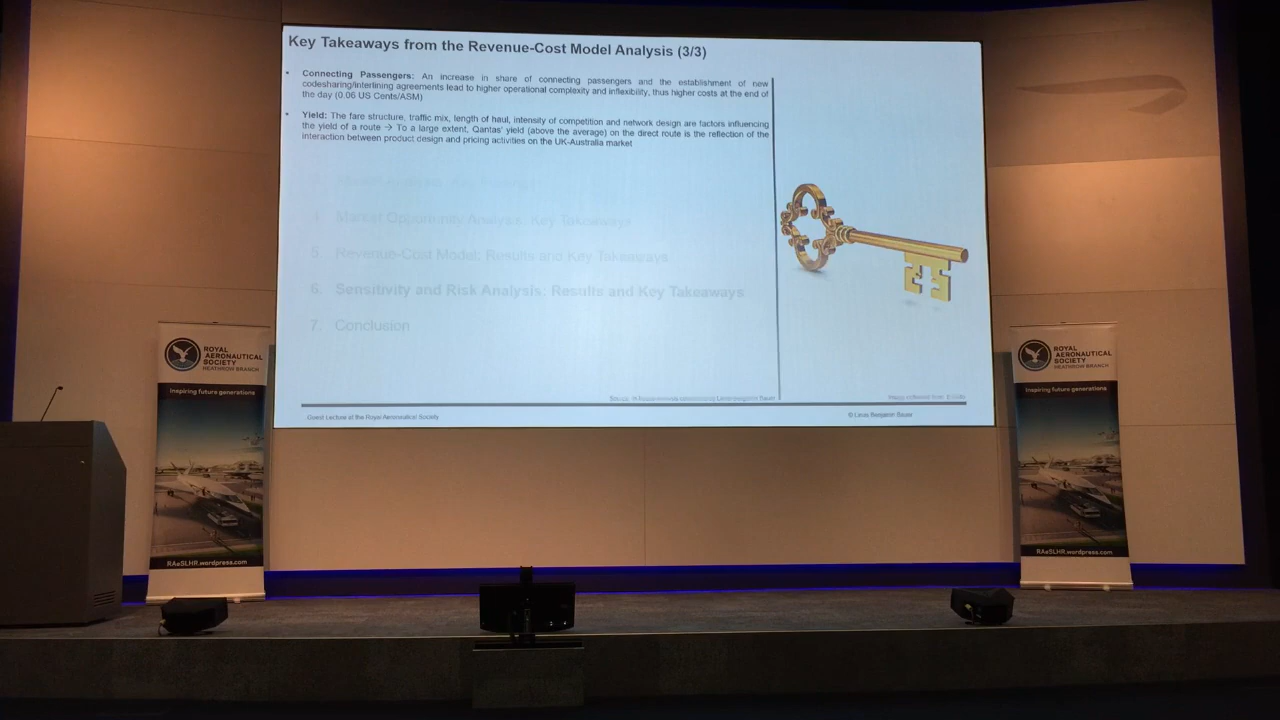 Key Takeaways from the Revenue-Cost Model Analysis (3/3)
• Connecting Passengers: An increase in share of connecting passengers and the establishment of new
codesharing/interlining agreements lead to higher operational complexity and inflexibility, thus higher costs at the end of
the day (0.06 US Cents/ASM)
• Yield: The fare structure, traffic mix, length of haul, intensity of competition and network design are factors influencing
the yield of a route → To a large extent, Qantas' yield (above the average) on the direct route is the reflection of the
interaction between product design and pricing activities on the UK-Australia market
4. Market Opportunity Analysis: Key Takeaways
5. Revenue-Cost Model: Results and Key Takeaways
6. Sensitivity and Risk Analysis: Results and Key Takeaways
7. Conclusion
Guest Lecture at the Royal Aeronautical Society
© Linus Benjamin Bauer
ROYAL
AERONAUTICAL
SOCIETY
HEATHROW BRANCH
Inspiring future generations
RAeSLHR.wordpress.com
ROYAL
AERONAUTICAL
SOCIETY
HEATHROW BRANCH
Inspiring future generations
RAeSLHR.wordpress.com